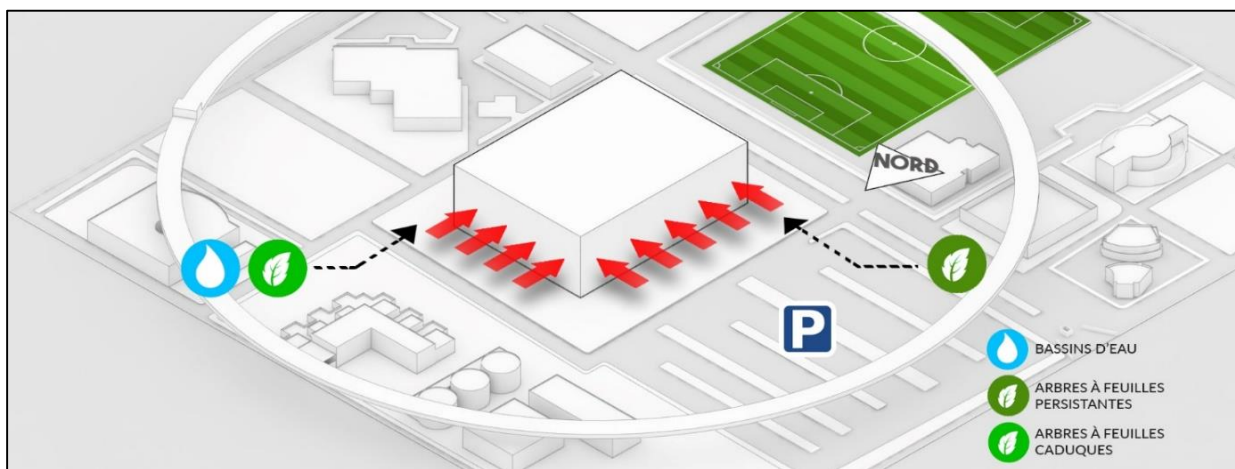 NORD
P
BASSINS D'EAU
ARBRES À FEUILLES
PERSISTANTES
ARBRES À FEUILLES
CADUQUES